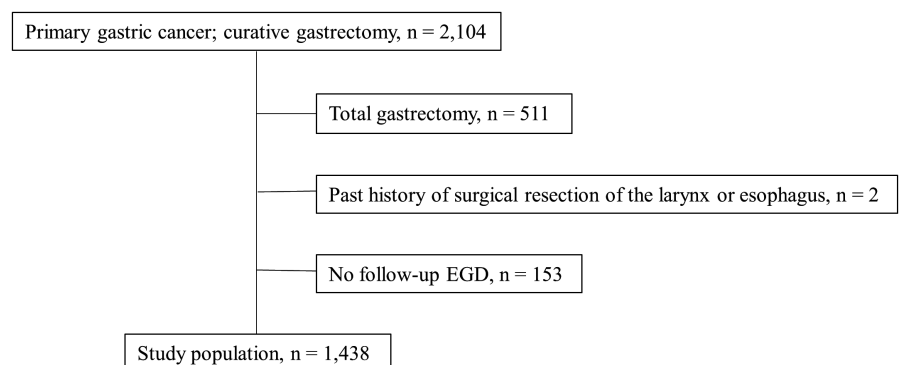 Primary gastric cancer; curative gastrectomy, n = 2,104
Total gastrectomy, n = 511
Past history of surgical resection of the larynx or esophagus, n = 2
No follow-up EGD, n = 153
Study population, n = 1,438